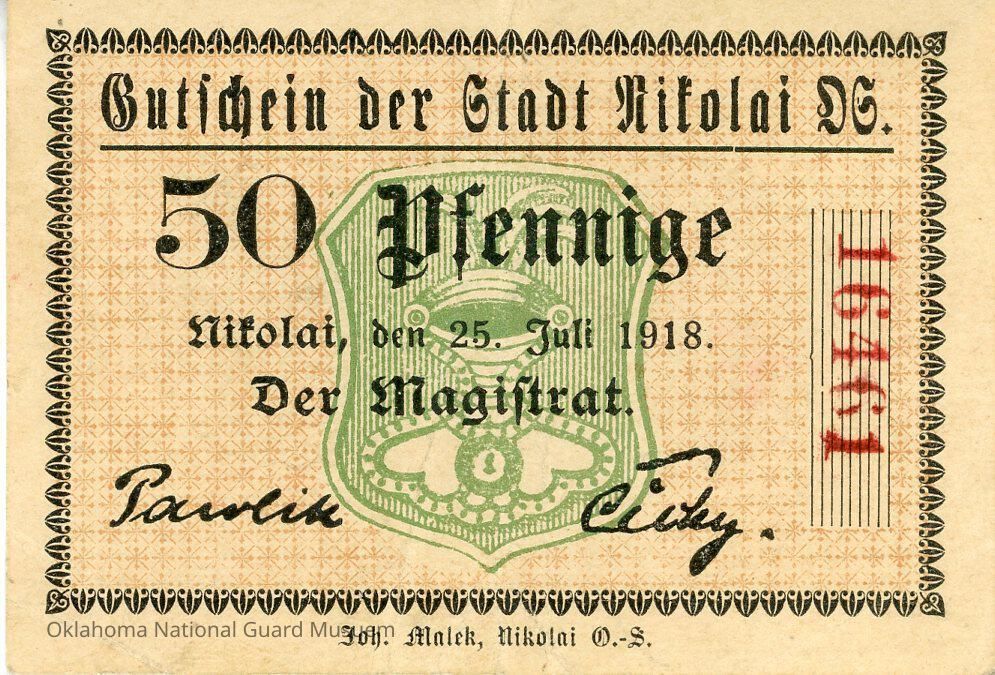 Gutschein der Stadt Nikolai OS.
50 Pfennige
Nikolai, den 25. Juli 1918.
Der Magistrat.
Pawlik
16461
Joh. Malek, Nikolai O.-S.
Oklahoma National Guard Museum